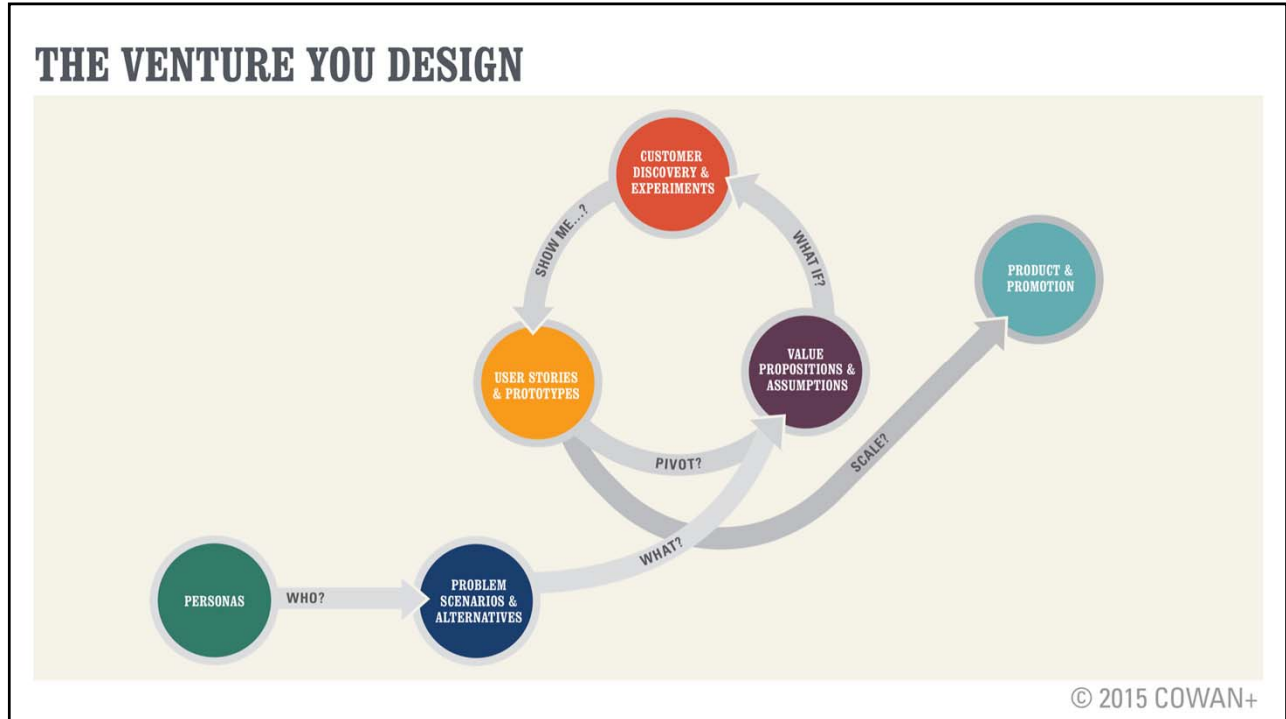 THE VENTURE YOU DESIGN
CUSTOMER
DISCOVERY &
EXPERIMENTS
SHOW ME...?
WHAT IF?
PRODUCT &
PROMOTION
USER STORIES
& PROTOTYPES
VALUE
PROPOSITIONS &
ASSUMPTIONS
PIVOT?
SCALE?
WHAT?
PERSONAS
WHO?
PROBLEM
SCENARIOS &
ALTERNATIVES
© 2015 COWAN+